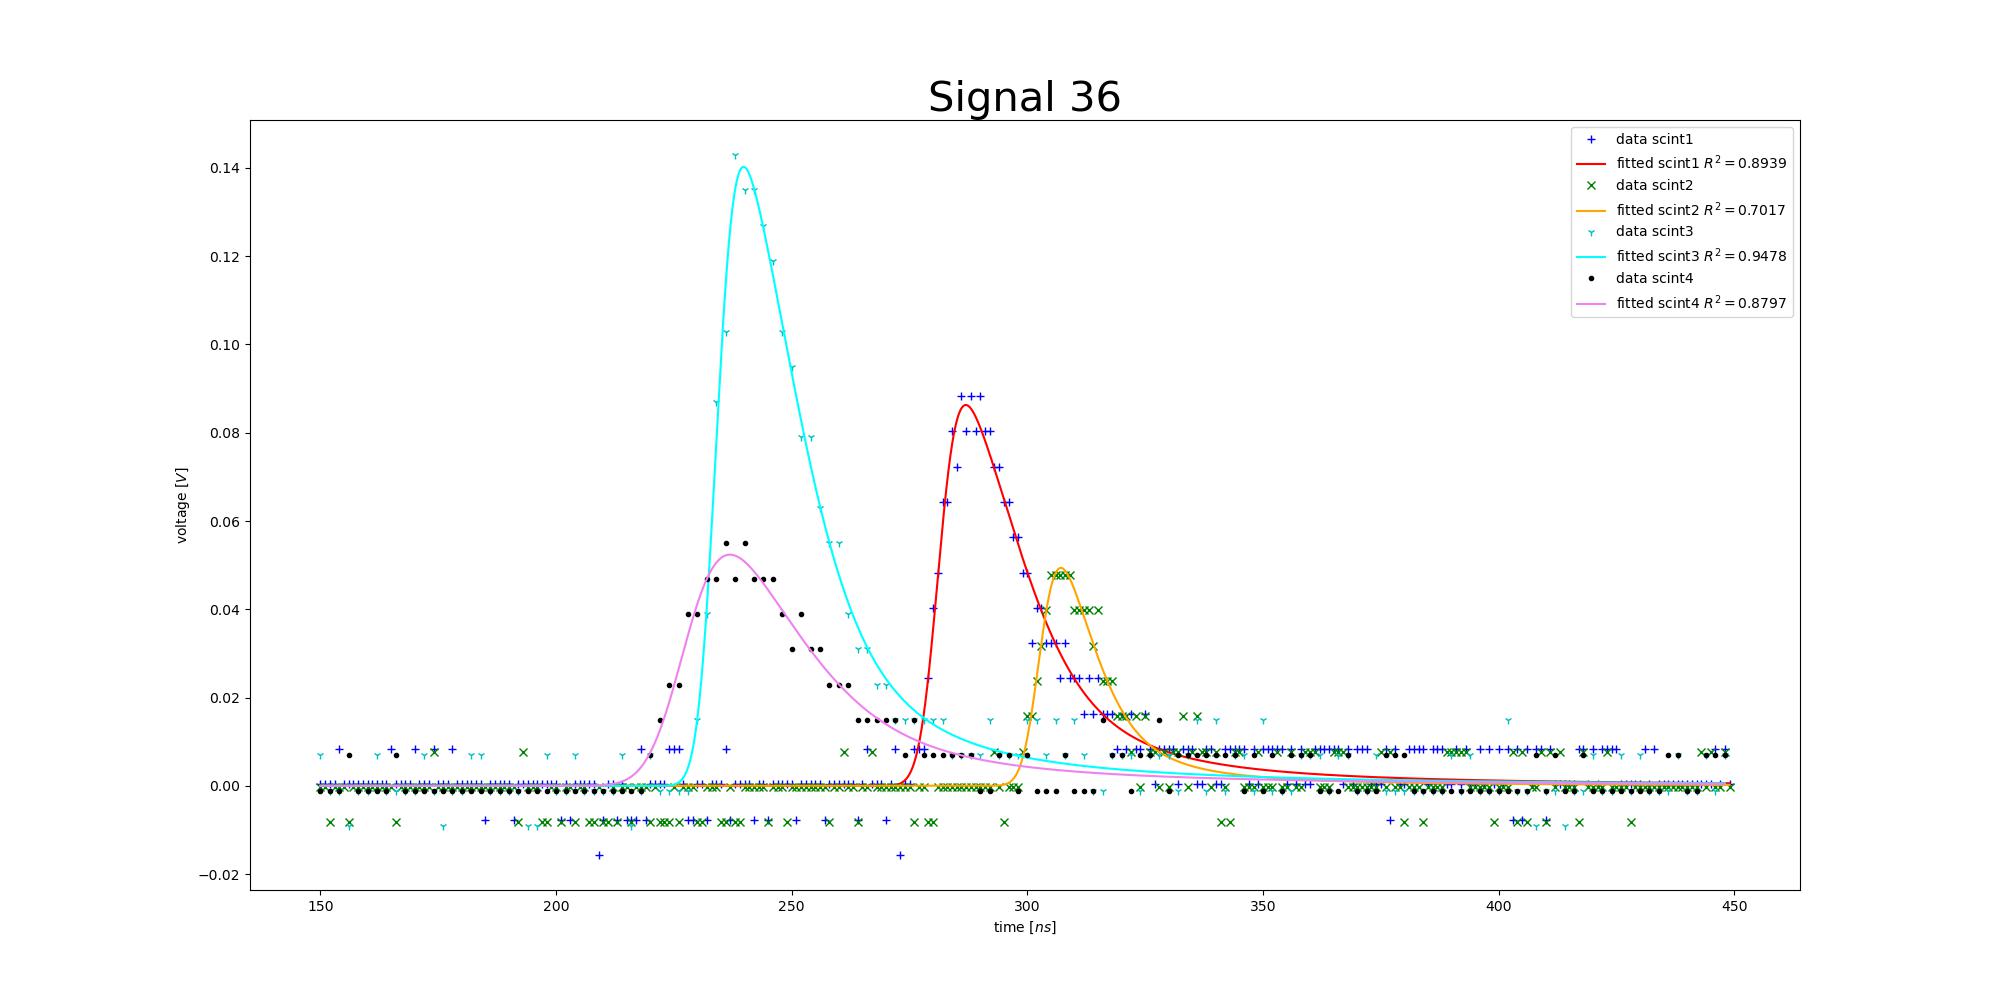 Signal 36
data scint1
fitted scint1 R² = 0.8939
data scint2
fitted scint2 R² = 0.7017
data scint3
fitted scint3 R² = 0.9478
data scint4
fitted scint4 R² = 0.8797
0.14
0.12
0.10
0.08
0.06
0.04
0.02
0.00
−0.02
voltage [V]
150 200 250 300 350 400 450
time [ns]